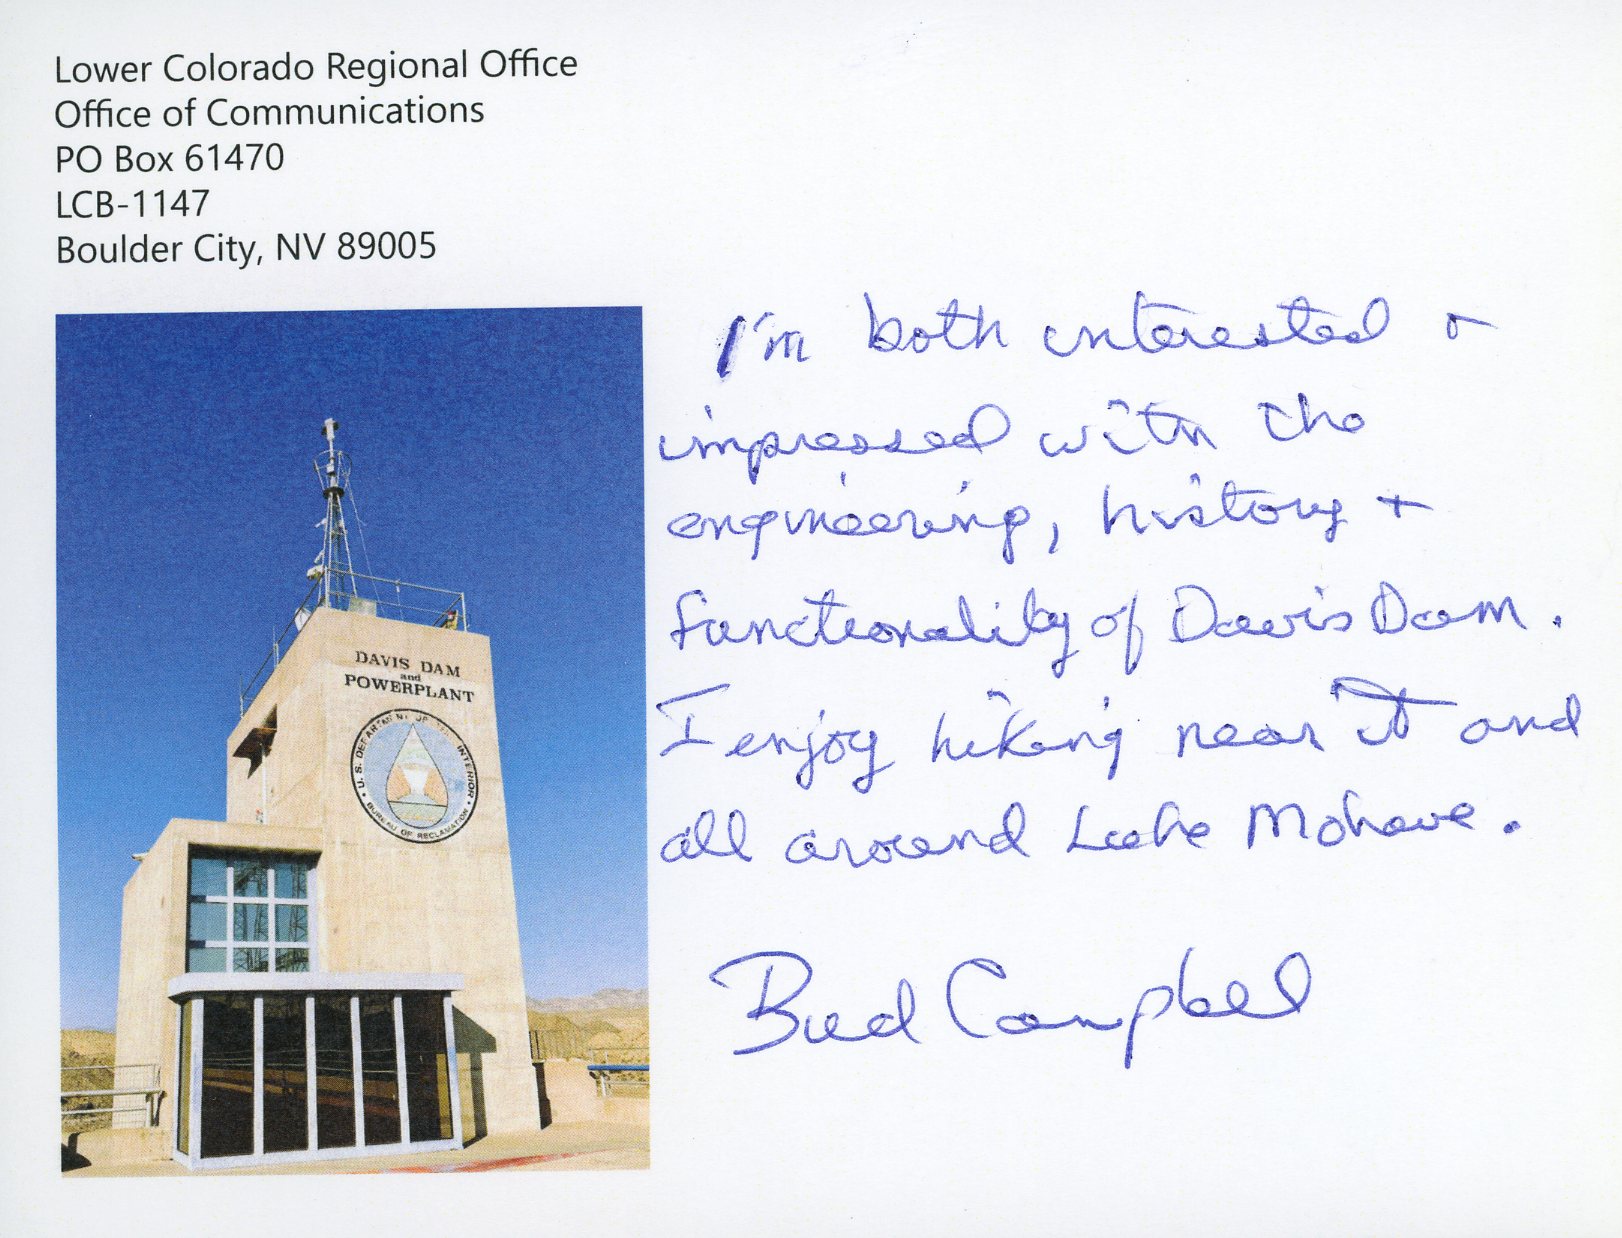 Lower Colorado Regional Office
Office of Communications
PO Box 61470
LCB-1147
Boulder City, NV 89005
DAVIS DAM
and
POWERPLANT
U.S. DEPARTMENT OF THE INTERIOR
BUREAU OF RECLAMATION
I'm both interested +
impressed with the
engineering, history +
functionality of Davis Dam.
I enjoy hiking near it and
all around Lake Mohave.
Bud Campbell